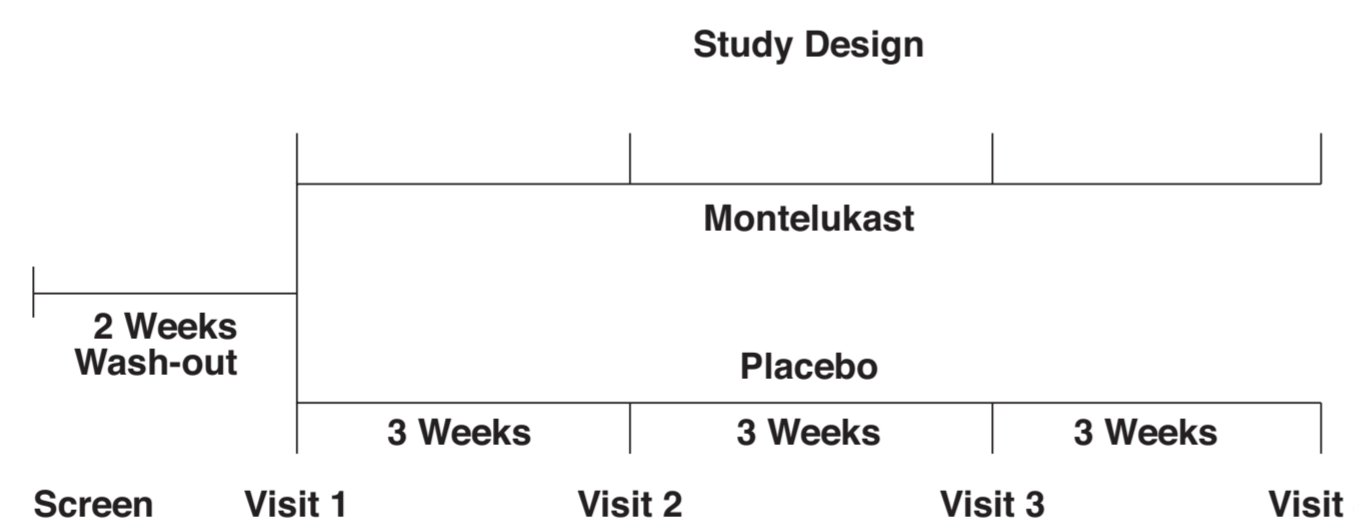 Study Design
Montelukast
2 Weeks
Wash-out
Placebo
3 Weeks 3 Weeks 3 Weeks
Screen Visit 1 Visit 2 Visit 3 Visit